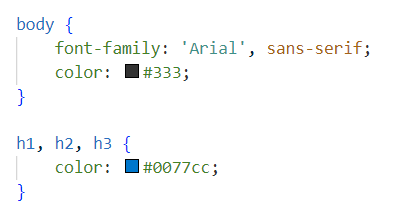 body {
    font-family: 'Arial', sans-serif;
    color: #333;
}

h1, h2, h3 {
    color: #0077cc;
}